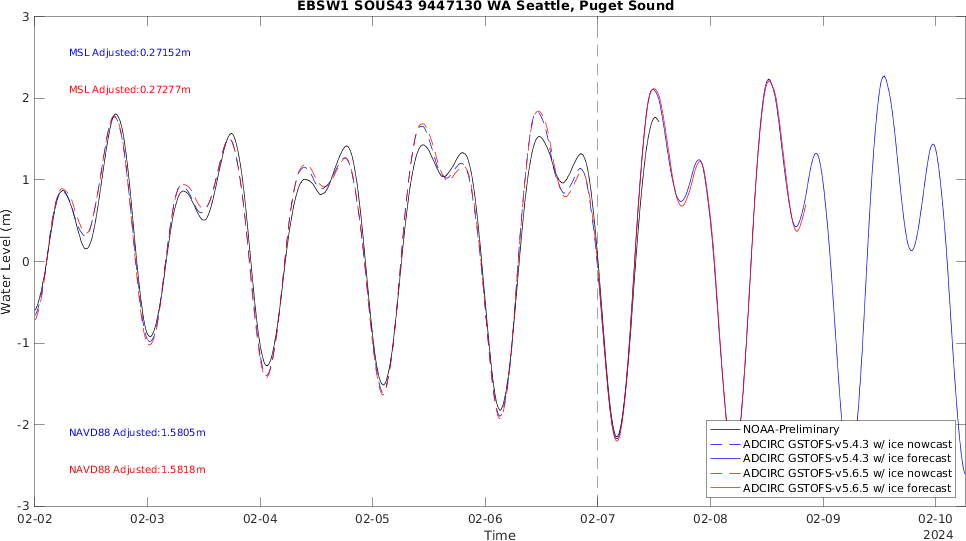 EBSW1 SOUS43 9447130 WA Seattle, Puget Sound
3
MSL Adjusted:0.27152m
MSL Adjusted:0.27277m
2
1
0
-1
-2
-3
Water Level (m)
NAVD88 Adjusted:1.5805m
NAVD88 Adjusted:1.5818m
NOAA-Preliminary
ADCIRC GSTOFS-v5.4.3 w/ ice nowcast
ADCIRC GSTOFS-v5.4.3 w/ ice forecast
ADCIRC GSTOFS-v5.6.5 w/ ice nowcast
ADCIRC GSTOFS-v5.6.5 w/ ice forecast
02-02 02-03 02-04 02-05 02-06 02-07 02-08 02-09 02-10
2024
Time